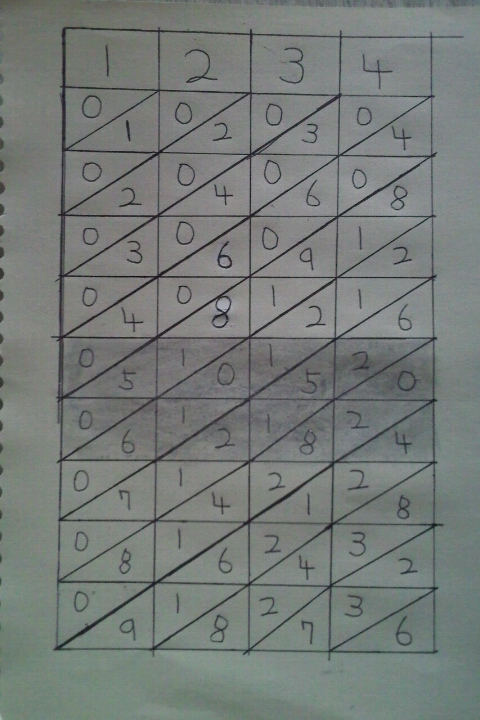 1 2 3 4
0 1 0 2 0 3 0 4
0 2 0 4 0 6 0 8
0 3 0 6 0 9 1 2
0 4 0 8 1 2 1 6
0 5 1 0 1 5 2 0
0 6 1 2 1 8 2 4
0 7 1 4 2 1 2 8
0 8 1 6 2 4 3 2
0 9 1 8 2 7 3 6